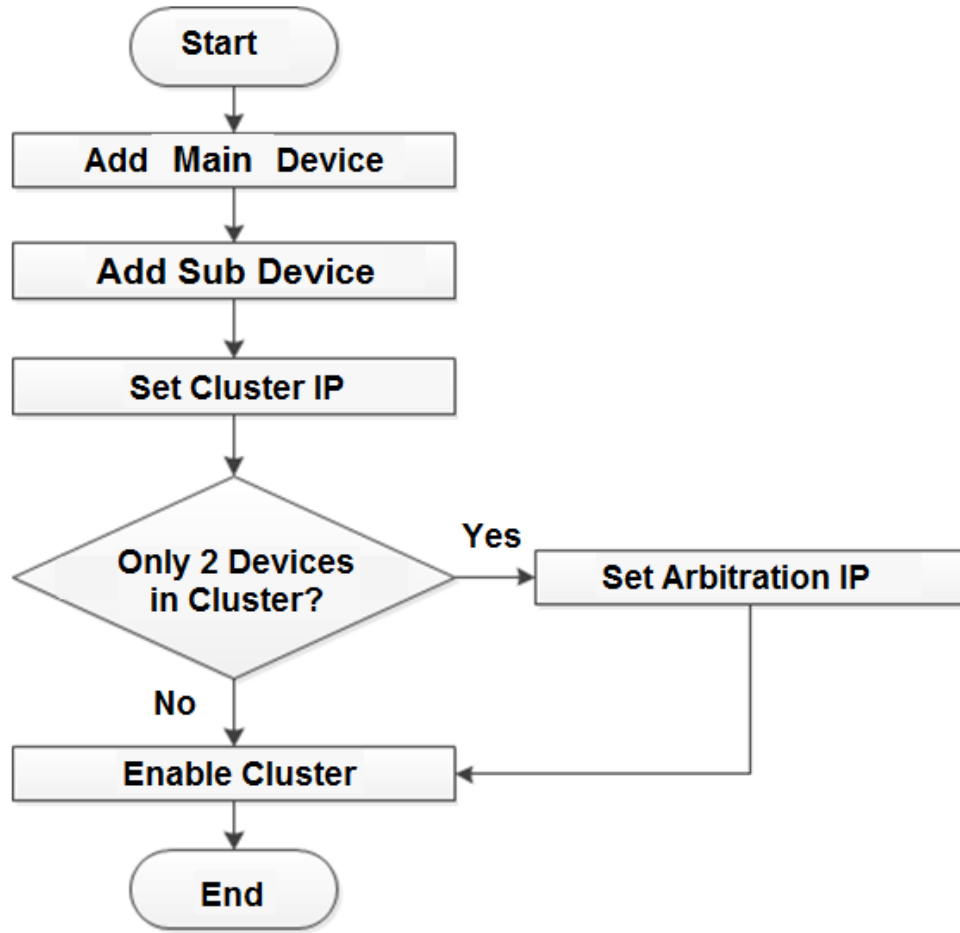 Start
Add Main Device
Add Sub Device
Set Cluster IP
Only 2 Devices
in Cluster?
Yes
Set Arbitration IP
No
Enable Cluster
End